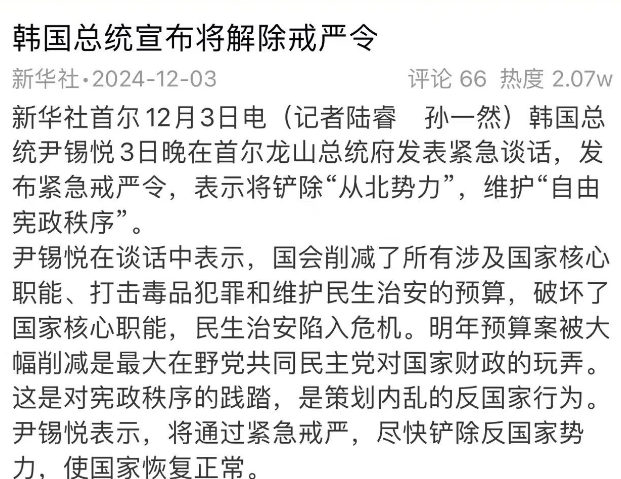 韩国总统宣布将解除戒严令
新华社·2024-12-03 评论 66 热度 2.07w
新华社首尔12月3日电（记者陆睿 孙一然）韩国总
统尹锡悦3日晚在首尔龙山总统府发表紧急谈话，发
布紧急戒严令，表示将铲除“从北势力”，维护“自由
宪政秩序”。
尹锡悦在谈话中表示，国会削减了所有涉及国家核心
职能、打击毒品犯罪和维护民生治安的预算，破坏了
国家核心职能，民生治安陷入危机。明年预算案被大
幅削减是最大在野党共同民主党对国家财政的玩弄。
这是对宪政秩序的践踏，是策划内乱的反国家行为。
尹锡悦表示，将通过紧急戒严，尽快铲除反国家势
力，使国家恢复正常。